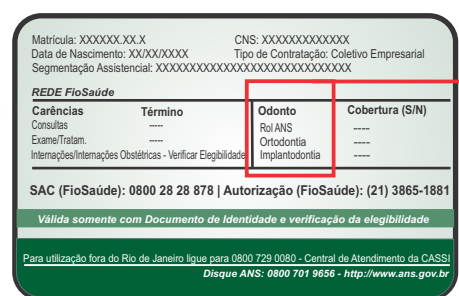 Matrícula: XXXXXX.XX.X CNS: XXXXXXXXXXXXX
Data de Nascimento: XX/XX/XXXX Tipo de Contratação: Coletivo Empresarial
Segmentação Assistencial: XXXXXXXXXXXXXXXXXXXXXXXXXXXXX
REDE FioSaúde
Carências Término Odonto Cobertura (S/N)
Consultas ----- Rol ANS ----
Exame/Tratam. ----- Ortodontia ----
Internações/Internações Obstétricas - Verificar Elegibilidade Implantodontia ----
SAC (FioSaúde): 0800 28 28 878 | Autorização (FioSaúde): (21) 3865-1881
Válida somente com Documento de Identidade e verificação da elegibilidade
Para utilização fora do Rio de Janeiro ligue para 0800 729 0080 - Central de Atendimento da CASSI
Disque ANS: 0800 701 9656 - http://www.ans.gov.br